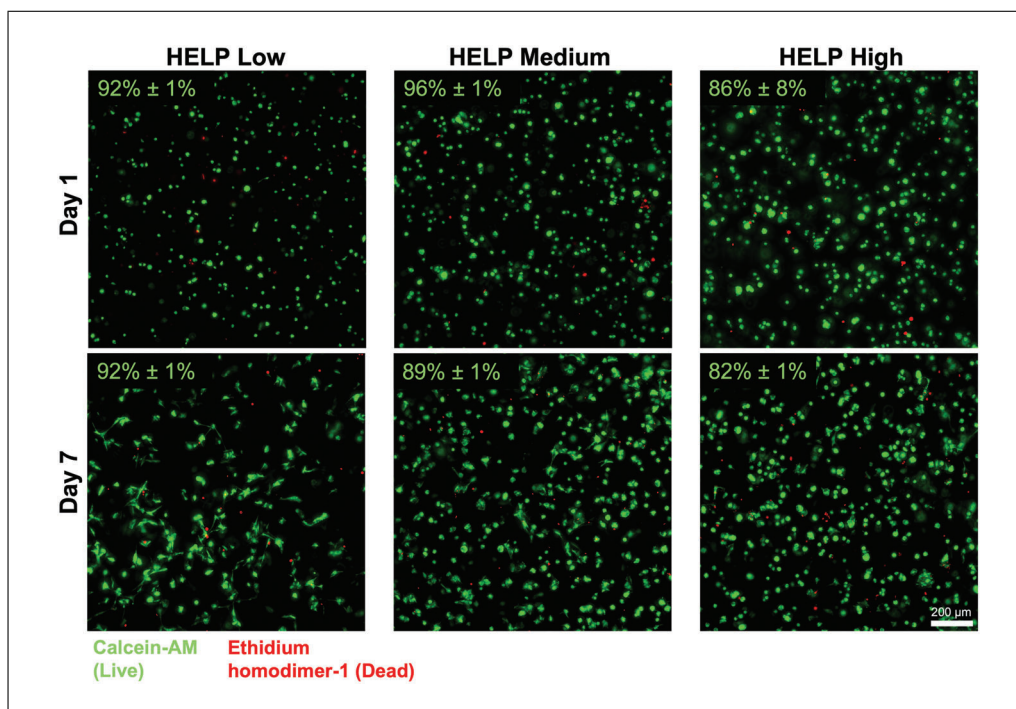 HELP Low
HELP Medium
HELP High
Day 1
92% ± 1%
96% ± 1%
86% ± 8%
Day 7
92% ± 1%
89% ± 1%
82% ± 1%
200 µm
Calcein-AM
(Live)
Ethidium
homodimer-1 (Dead)